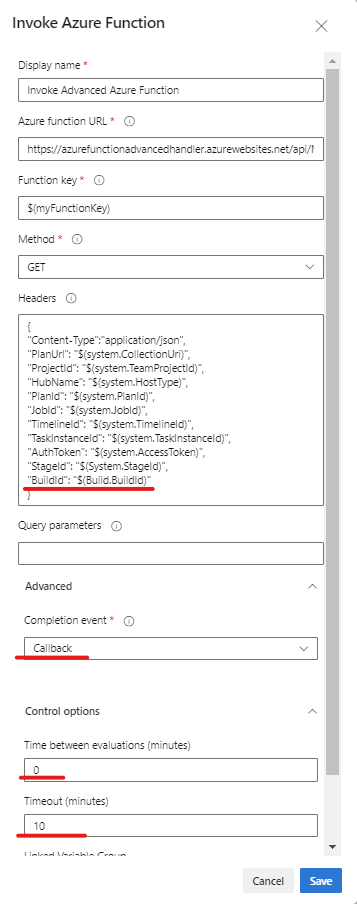 Invoke Azure Function
Display name *
Invoke Advanced Azure Function
Azure function URL *
https://azurefunctionadvancedhandler.azurewebsites.net/api/
Function key *
$(myFunctionKey)
Method *
GET
Headers
{
"Content-Type":"application/json",
"PlanUrl": "$(system.CollectionUri)",
"ProjectId": "$(system.TeamProjectId)",
"HubName": "$(system.HostType)",
"PlanId": "$(system.PlanId)",
"JobId": "$(system.JobId)",
"TimelineId": "$(system.TimelineId)",
"TaskInstanceId": "$(system.TaskInstanceId)",
"AuthToken": "$(system.AccessToken)",
"StageId": "$(System.StageId)",
"BuildId": "$(Build.BuildId)"
}
Query parameters
Advanced
Completion event *
Callback
Control options
Time between evaluations (minutes)
0
Timeout (minutes)
10
Linked Variable Group
Cancel
Save